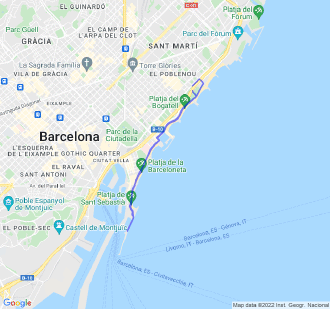 EL GUINARDÓ
C-31
Platja del
Fòrum
EL CAMP DE
L'ARPA DEL CLOT
Parc Güell
GRÀCIA
SANT MARTÍ
Parc del Fòrum
La Sagrada Família
Torre Glòries
VILA DE GRÀCIA
EL POBLENOU
EIXAMPLE
Platja del
Bogatell
Barcelona
Parc de la
Ciutadella
B-10
L'ESQUERRA
DE L'EIXAMPLE
GOTHIC QUARTER
CIUTAT VELLA
EL RAVAL
SANT ANTONI
Platja de la
Barceloneta
Av. del Paral·lel
Platja de
Sant Sebastià
Poble Espanyol
de Montjuïc
EL POBLE-SEC
Castell de Montjuïc
Barcelona, ES - Genova, IT
Livorno, IT - Barcelona, ES
Barcelona, ES - Civitavecchia, IT
B-10
Google
Map data ©2022 Inst. Geogr. Nacional